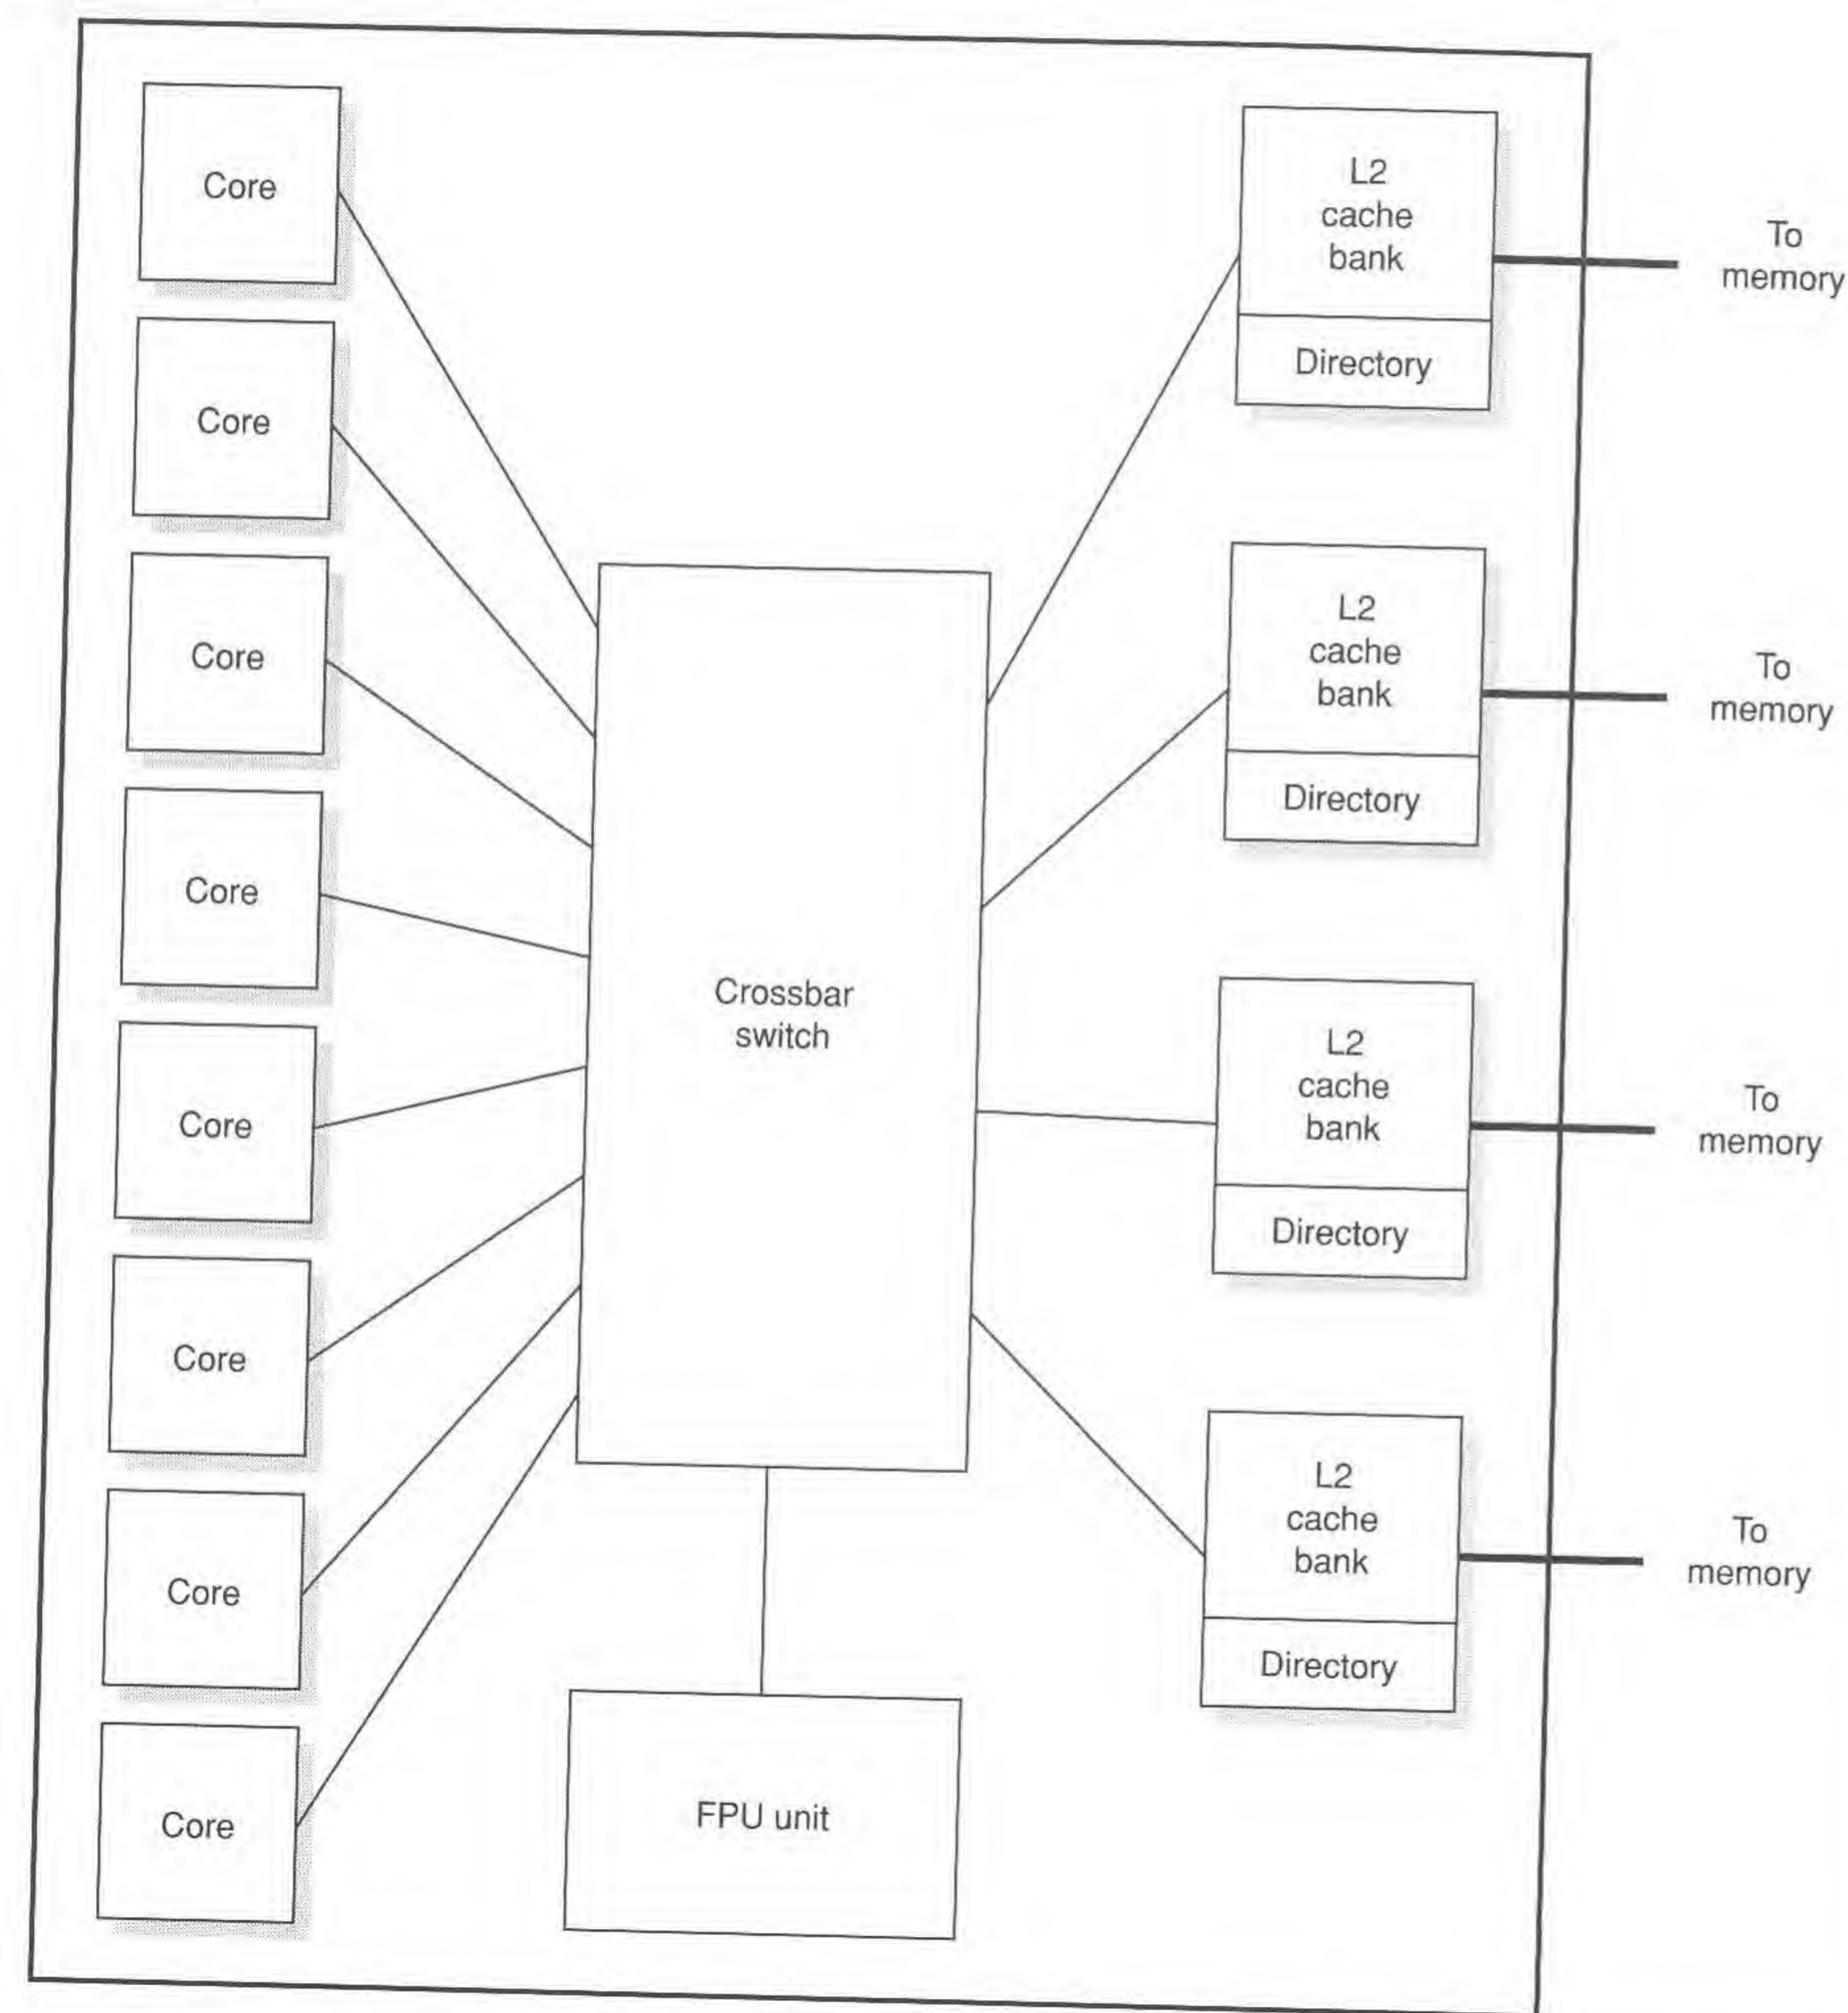 Core
Core
Core
Core
Core
Core
Core
Core
Crossbar
switch
FPU unit
L2
cache
bank
Directory
To
memory
L2
cache
bank
Directory
To
memory
L2
cache
bank
Directory
To
memory
L2
cache
bank
Directory
To
memory